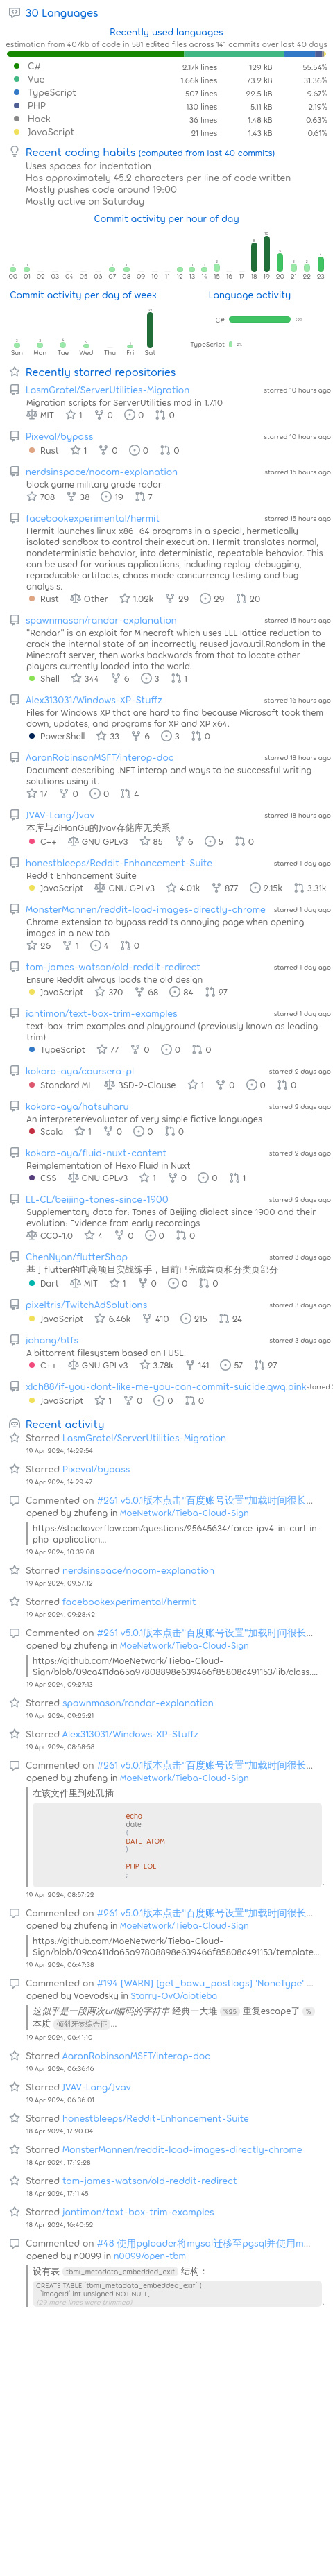 30 Languages
Recently used languages
estimation from 407kb of code in 581 edited files across 141 commits over last 40 days
C# 2.17k lines 129 kB 55.54%
Vue 1.66k lines 73.2 kB 31.36%
TypeScript 507 lines 22.5 kB 9.67%
PHP 130 lines 5.11 kB 2.19%
Hack 36 lines 1.48 kB 0.63%
JavaScript 21 lines 1.43 kB 0.61%
Recent coding habits (computed from last 40 commits)
Uses spaces for indentation
Has approximately 45.2 characters per line of code written
Mostly pushes code around 19:00
Mostly active on Saturday
Commit activity per hour of day
00 01 02 03 04 05 06 07 08 09 10 11 12 13 14 15 16 17 18 19 20 21 22 23
Commit activity per day of week
Language activity
C#
TypeScript
Sun Mon Tue Wed Thu Fri Sat
Recently starred repositories
LasmGratel/ServerUtilities-Migration starred 10 hours ago
Migration scripts for ServerUtilities mod in 1.7.10
MIT 1 0 0 0
Pixeval/bypass starred 10 hours ago
Rust 1 0 0 0
nerdsinspace/nocom-explanation starred 15 hours ago
block game military grade radar
708 38 19 7
facebookexperimental/hermit starred 15 hours ago
Hermit launches linux x86_64 programs in a special, hermetically
isolated sandbox to control their execution. Hermit translates normal,
nondeterministic behavior, into deterministic, repeatable behavior. This
can be used for various applications, including replay-debugging,
reproducible artifacts, chaos mode concurrency testing and bug
analysis.
Rust Other 1.02k 29 29 20
spawnmason/randar-explanation starred 15 hours ago
"Randar" is an exploit for Minecraft which uses LLL lattice reduction to
crack the internal state of an incorrectly reused java.util.Random in the
Minecraft server, then works backwards from that to locate other
players currently loaded into the world.
Shell 344 6 3 1
Alex313031/Windows-XP-Stuffz starred 16 hours ago
Files for Windows XP that are hard to find because Microsoft took them
down, updates, and programs for XP and XP x64.
PowerShell 33 6 3 0
AaronRobinsonMSFT/interop-doc starred 18 hours ago
Document describing .NET interop and ways to be successful writing
solutions using it.
17 0 0 4
JVAV-Lang/Jvav starred 18 hours ago
本库与ZiHanGu的Jvav存储库无关系
C++ GNU GPLv3 85 6 5 0
honestbleeps/Reddit-Enhancement-Suite starred 1 day ago
Reddit Enhancement Suite
JavaScript GNU GPLv3 4.01k 877 2.15k 3.31k
MonsterMannen/reddit-load-images-directly-chrome starred 1 day ago
Chrome extension to bypass reddits annoying page when opening
images in a new tab
26 1 4 0
tom-james-watson/old-reddit-redirect starred 1 day ago
Ensure Reddit always loads the old design
JavaScript 370 68 84 27
jantimon/text-box-trim-examples starred 1 day ago
text-box-trim examples and playground (previously known as leading-
trim)
TypeScript 77 0 0 0
kokoro-aya/coursera-pl starred 2 days ago
Standard ML BSD-2-Clause 1 0 0 0
kokoro-aya/hatsuharu starred 2 days ago
An interpreter/evaluator of very simple fictive languages
Scala 1 0 0 0
kokoro-aya/fluid-nuxt-content starred 2 days ago
Reimplementation of Hexo Fluid in Nuxt
CSS GNU GPLv3 1 0 0 1
EL-CL/beijing-tones-since-1900 starred 2 days ago
Supplementary data for: Tones of Beijing dialect since 1900 and their
evolution: Evidence from early recordings
CC0-1.0 4 0 0 0
ChenNyan/flutterShop starred 3 days ago
基于flutter的电商项目实战练手，目前已完成首页和分类页部分
Dart MIT 1 0 0 0
pixeltris/TwitchAdSolutions starred 3 days ago
JavaScript 6.46k 410 215 24
johang/btfs starred 3 days ago
A bittorrent filesystem based on FUSE.
C++ GNU GPLv3 3.78k 141 57 27
xlch88/if-you-dont-like-me-you-can-commit-suicide.qwq.pink starred 3
JavaScript 1 0 0 0
Recent activity
Starred LasmGratel/ServerUtilities-Migration
19 Apr 2024, 14:29:54
Starred Pixeval/bypass
19 Apr 2024, 14:29:47
Commented on #261 v5.0.1版本点击"百度账号设置"加载时间很长...
opened by zhufeng in MoeNetwork/Tieba-Cloud-Sign
https://stackoverflow.com/questions/25645634/force-ipv4-in-curl-in-
php-application...
19 Apr 2024, 10:39:08
Starred nerdsinspace/nocom-explanation
19 Apr 2024, 09:57:12
Starred facebookexperimental/hermit
19 Apr 2024, 09:28:42
Commented on #261 v5.0.1版本点击"百度账号设置"加载时间很长...
opened by zhufeng in MoeNetwork/Tieba-Cloud-Sign
https://github.com/MoeNetwork/Tieba-Cloud-
Sign/blob/09ca411da65a97808898e639466f85808c491153/lib/class....
19 Apr 2024, 09:27:13
Starred spawnmason/randar-explanation
19 Apr 2024, 09:25:21
Starred Alex313031/Windows-XP-Stuffz
19 Apr 2024, 08:58:58
Commented on #261 v5.0.1版本点击"百度账号设置"加载时间很长...
opened by zhufeng in MoeNetwork/Tieba-Cloud-Sign
在该文件里到处乱插
echo
date
(
DATE_ATOM
)
.
PHP_EOL
;
19 Apr 2024, 08:57:22
Commented on #261 v5.0.1版本点击"百度账号设置"加载时间很长...
opened by zhufeng in MoeNetwork/Tieba-Cloud-Sign
https://github.com/MoeNetwork/Tieba-Cloud-
Sign/blob/09ca411da65a97808898e639466f85808c491153/template...
19 Apr 2024, 06:47:38
Commented on #194 [WARN] [get_bawu_postlogs] 'NoneType' ...
opened by Voevodsky in Starry-OvO/aiotieba
这似乎是一段两次url编码的字符串 经典一大堆 %25 重复escape了 %
本质 倾斜牙签综合征...
19 Apr 2024, 06:41:10
Starred AaronRobinsonMSFT/interop-doc
19 Apr 2024, 06:36:16
Starred JVAV-Lang/Jvav
19 Apr 2024, 06:36:01
Starred honestbleeps/Reddit-Enhancement-Suite
18 Apr 2024, 17:20:04
Starred MonsterMannen/reddit-load-images-directly-chrome
18 Apr 2024, 17:12:28
Starred tom-james-watson/old-reddit-redirect
18 Apr 2024, 17:11:45
Starred jantimon/text-box-trim-examples
18 Apr 2024, 16:40:52
Commented on #48 使用pgloader将mysql迁移至pgsql并使用m...
opened by n0099 in n0099/open-tbm
设有表 tbmi_metadata_embedded_exif 结构：
CREATE TABLE `tbmi_metadata_embedded_exif` (
`imageId` int unsigned NOT NULL,
(29 more lines were trimmed)